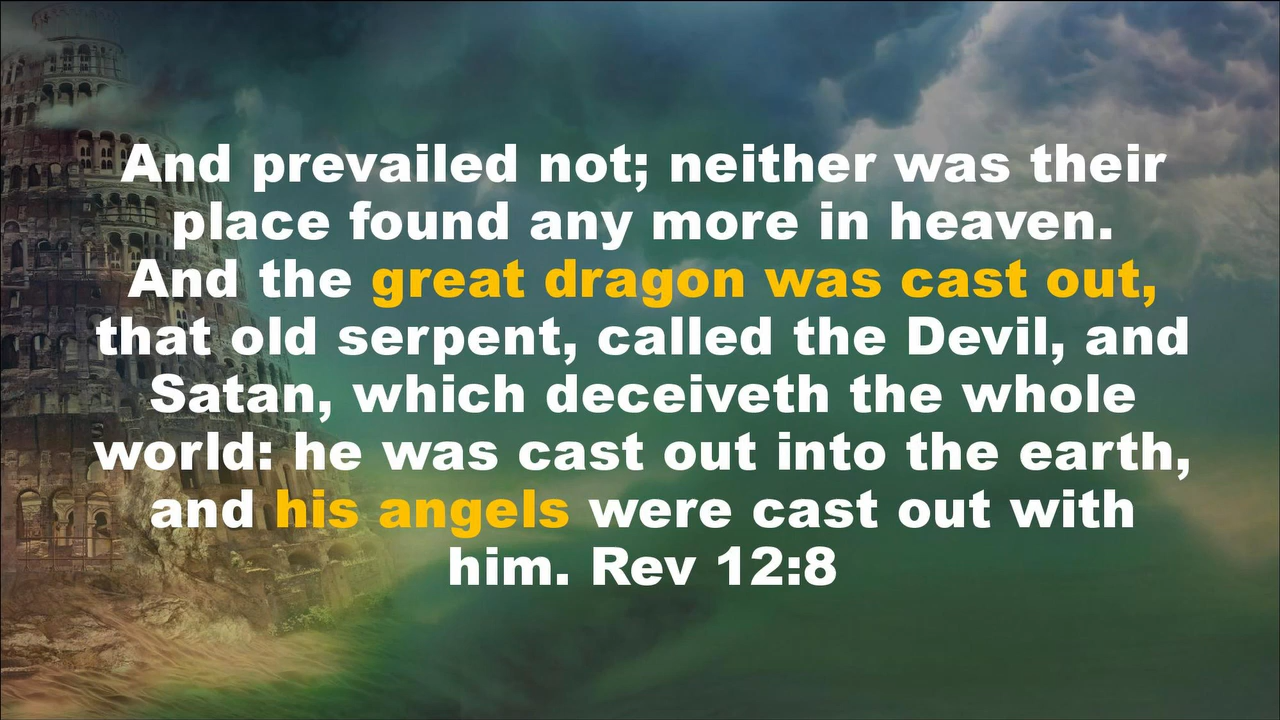 And prevailed not; neither was their
place found any more in heaven.
And the great dragon was cast out,
that old serpent, called the Devil, and
Satan, which deceiveth the whole
world: he was cast out into the earth,
and his angels were cast out with
him. Rev 12:8